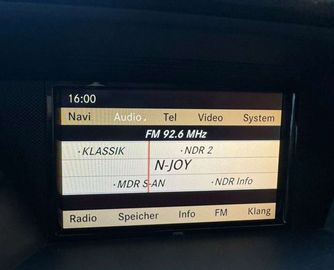 16:00
Navi Audio Tel Video System
FM 92.6 MHz
·KLASSIK ·NDR 2
N-JOY
·MDR S-AN ·NDR Info
Radio Speicher Info FM Klang